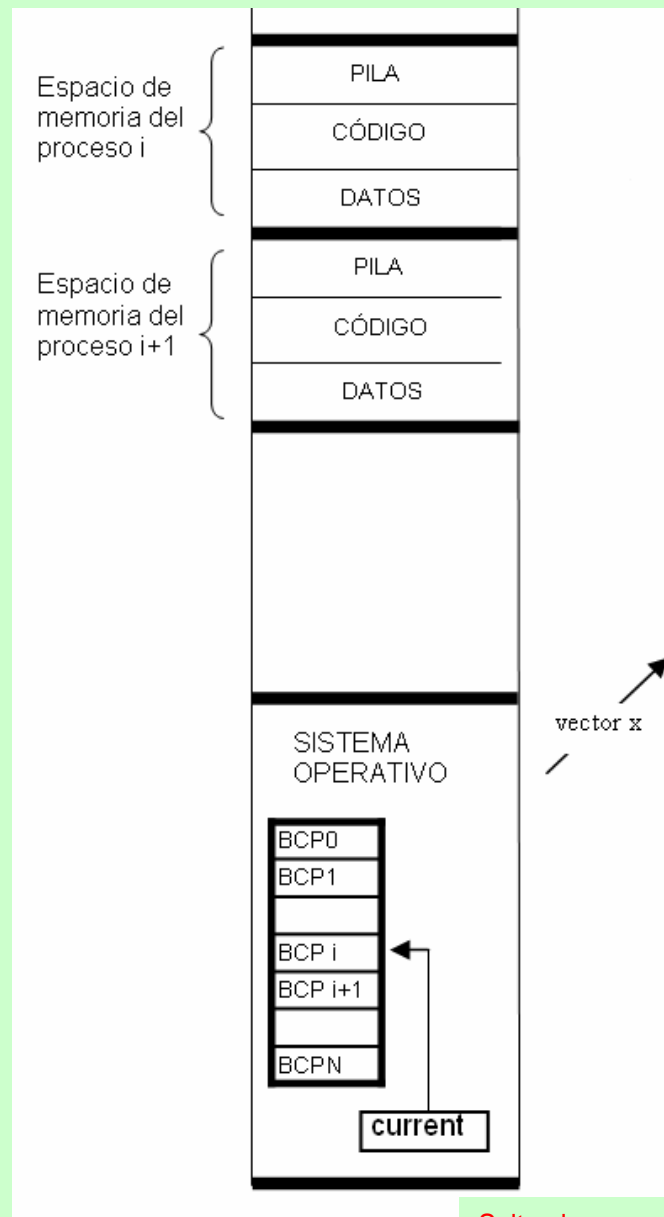 PILA
Espacio de
memoria del
proceso i
CÓDIGO
DATOS
PILA
Espacio de
memoria del
proceso i+1
CÓDIGO
DATOS
vector x
SISTEMA
OPERATIVO
BCP0
BCP1
BCP i
BCP i+1
BCPN
current